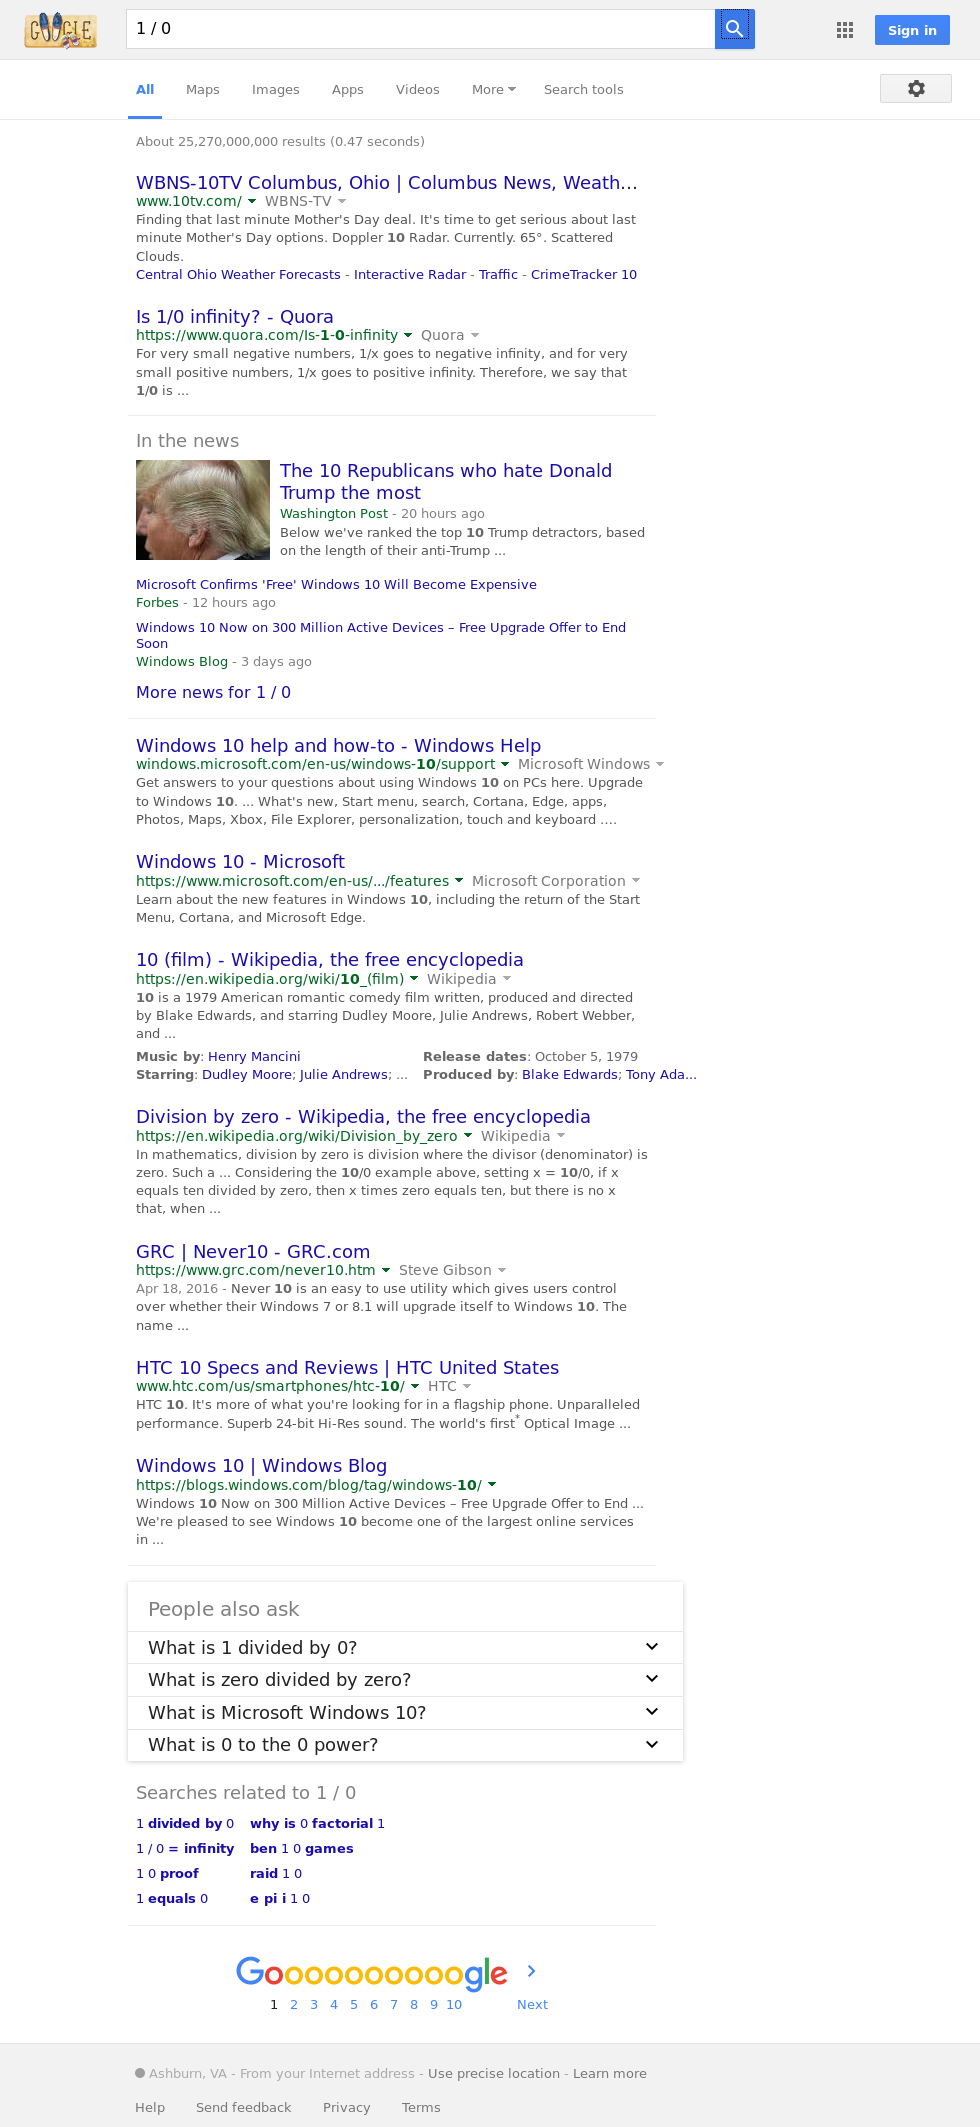 GOOGLE
1 / 0
Sign in
All Maps Images Apps Videos More Search tools
About 25,270,000,000 results (0.47 seconds)
WBNS-10TV Columbus, Ohio | Columbus News, Weath...
www.10tv.com/ WBNS-TV
Finding that last minute Mother's Day deal. It's time to get serious about last
minute Mother's Day options. Doppler 10 Radar. Currently. 65°. Scattered
Clouds.
Central Ohio Weather Forecasts - Interactive Radar - Traffic - CrimeTracker 10
Is 1/0 infinity? - Quora
https://www.quora.com/Is-1-0-infinity Quora
For very small negative numbers, 1/x goes to negative infinity, and for very
small positive numbers, 1/x goes to positive infinity. Therefore, we say that
1/0 is ...
In the news
The 10 Republicans who hate Donald
Trump the most
Washington Post - 20 hours ago
Below we've ranked the top 10 Trump detractors, based
on the length of their anti-Trump ...
Microsoft Confirms 'Free' Windows 10 Will Become Expensive
Forbes - 12 hours ago
Windows 10 Now on 300 Million Active Devices – Free Upgrade Offer to End
Soon
Windows Blog - 3 days ago
More news for 1 / 0
Windows 10 help and how-to - Windows Help
windows.microsoft.com/en-us/windows-10/support Microsoft Windows
Get answers to your questions about using Windows 10 on PCs here. Upgrade
to Windows 10. ... What's new, Start menu, search, Cortana, Edge, apps,
Photos, Maps, Xbox, File Explorer, personalization, touch and keyboard ....
Windows 10 - Microsoft
https://www.microsoft.com/en-us/.../features Microsoft Corporation
Learn about the new features in Windows 10, including the return of the Start
Menu, Cortana, and Microsoft Edge.
10 (film) - Wikipedia, the free encyclopedia
https://en.wikipedia.org/wiki/10_(film) Wikipedia
10 is a 1979 American romantic comedy film written, produced and directed
by Blake Edwards, and starring Dudley Moore, Julie Andrews, Robert Webber,
and ...
Music by: Henry Mancini Release dates: October 5, 1979
Starring: Dudley Moore; Julie Andrews; ... Produced by: Blake Edwards; Tony Ada...
Division by zero - Wikipedia, the free encyclopedia
https://en.wikipedia.org/wiki/Division_by_zero Wikipedia
In mathematics, division by zero is division where the divisor (denominator) is
zero. Such a ... Considering the 10/0 example above, setting x = 10/0, if x
equals ten divided by zero, then x times zero equals ten, but there is no x
that, when ...
GRC | Never10 - GRC.com
https://www.grc.com/never10.htm Steve Gibson
Apr 18, 2016 - Never 10 is an easy to use utility which gives users control
over whether their Windows 7 or 8.1 will upgrade itself to Windows 10. The
name ...
HTC 10 Specs and Reviews | HTC United States
www.htc.com/us/smartphones/htc-10/ HTC
HTC 10. It's more of what you're looking for in a flagship phone. Unparalleled
performance. Superb 24-bit Hi-Res sound. The world's first* Optical Image ...
Windows 10 | Windows Blog
https://blogs.windows.com/blog/tag/windows-10/
Windows 10 Now on 300 Million Active Devices – Free Upgrade Offer to End ...
We're pleased to see Windows 10 become one of the largest online services
in ...
People also ask
What is 1 divided by 0?
What is zero divided by zero?
What is Microsoft Windows 10?
What is 0 to the 0 power?
Searches related to 1 / 0
1 divided by 0 why is 0 factorial 1
1 / 0 = infinity ben 1 0 games
1 0 proof raid 1 0
1 equals 0 e pi i 1 0
Goooooooooogle
1 2 3 4 5 6 7 8 9 10 Next
Ashburn, VA - From your Internet address - Use precise location - Learn more
Help Send feedback Privacy Terms